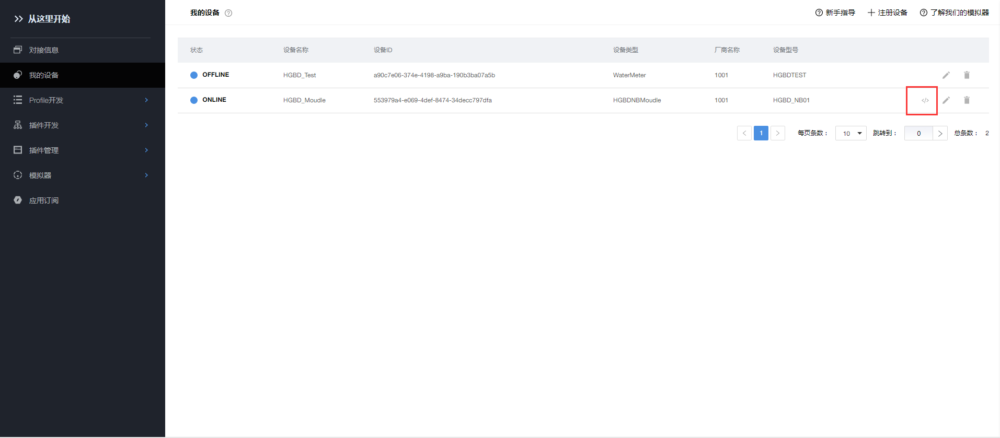 从这里开始
对接信息
我的设备
Profile开发
插件开发
插件管理
模拟器
应用订阅
我的设备 ? ? 新手指导 + 注册设备 ? 了解我们的模拟器
状态 设备名称 设备ID 设备类型 厂商名称 设备型号
OFFLINE HGBD_Test a90c7e06-374e-4198-a9ba-190b3ba07a5b WaterMeter 1001 HGBDTEST
ONLINE HGBD_Moudle 553979a4-e069-4def-8474-34decc797dfa HGBDNBMoudle 1001 HGBD_NB01 </>
< 1 > 每页条数： 10 跳转到： 0 > 总条数： 2